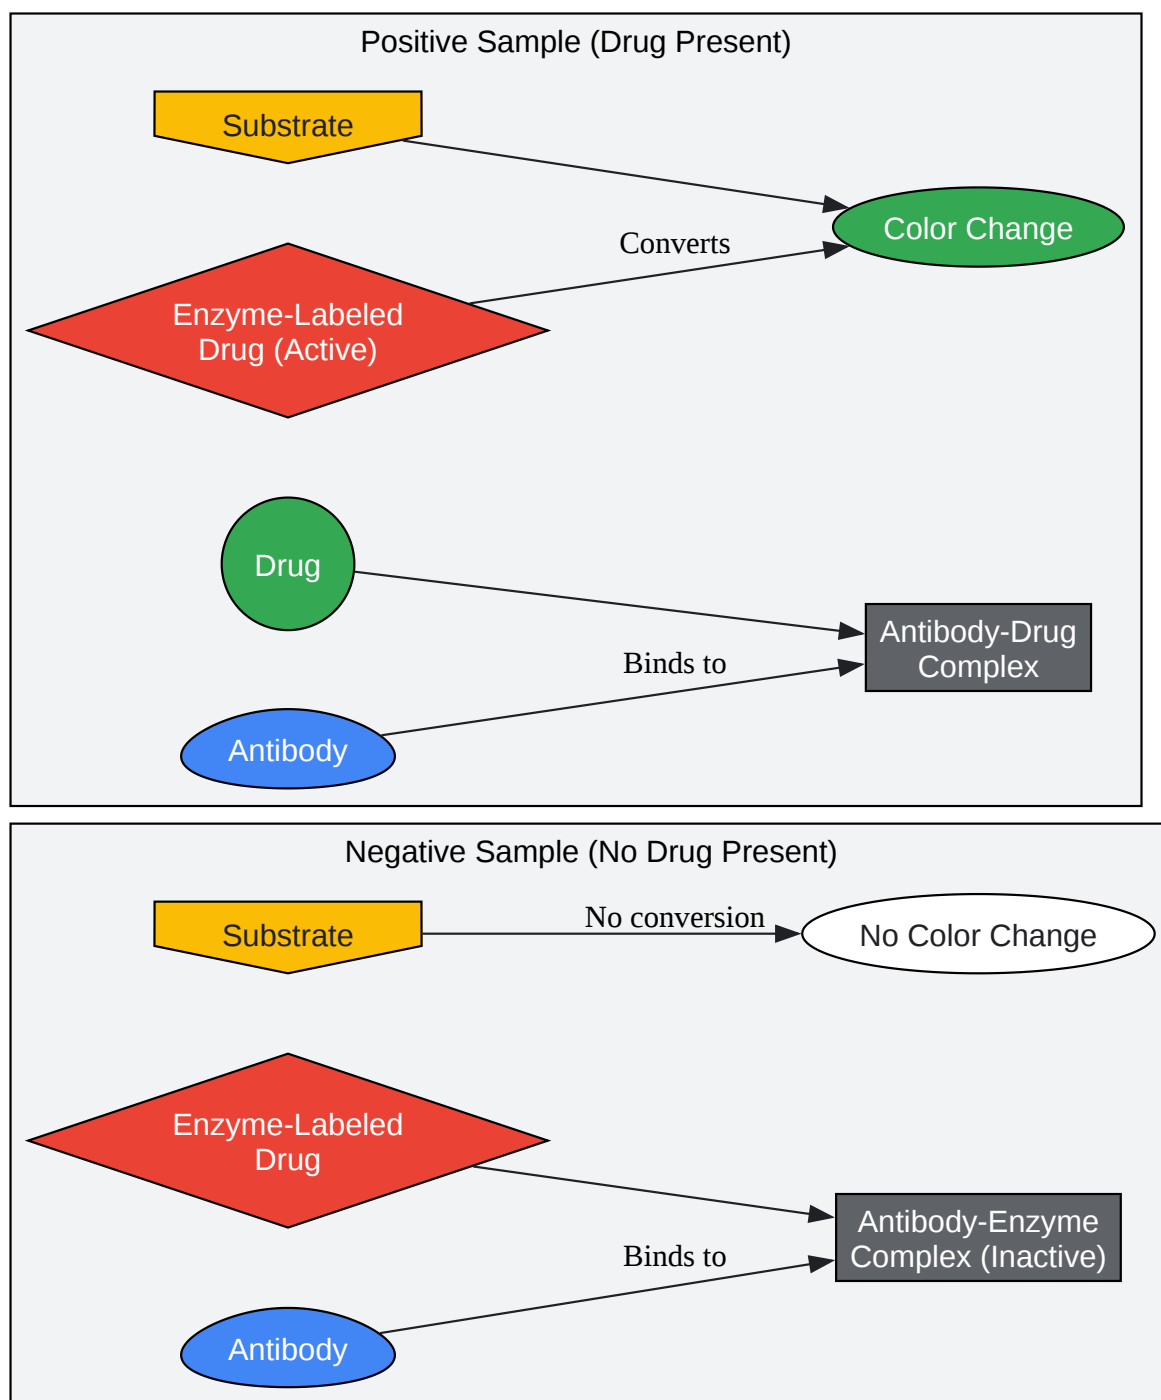 Positive Sample (Drug Present)
Substrate
Color Change
Converts
Enzyme-Labeled
Drug (Active)
Drug
Antibody-Drug
Complex
Binds to
Antibody
Negative Sample (No Drug Present)
Substrate
No conversion
No Color Change
Enzyme-Labeled
Drug
Antibody-Enzyme
Complex (Inactive)
Binds to
Antibody